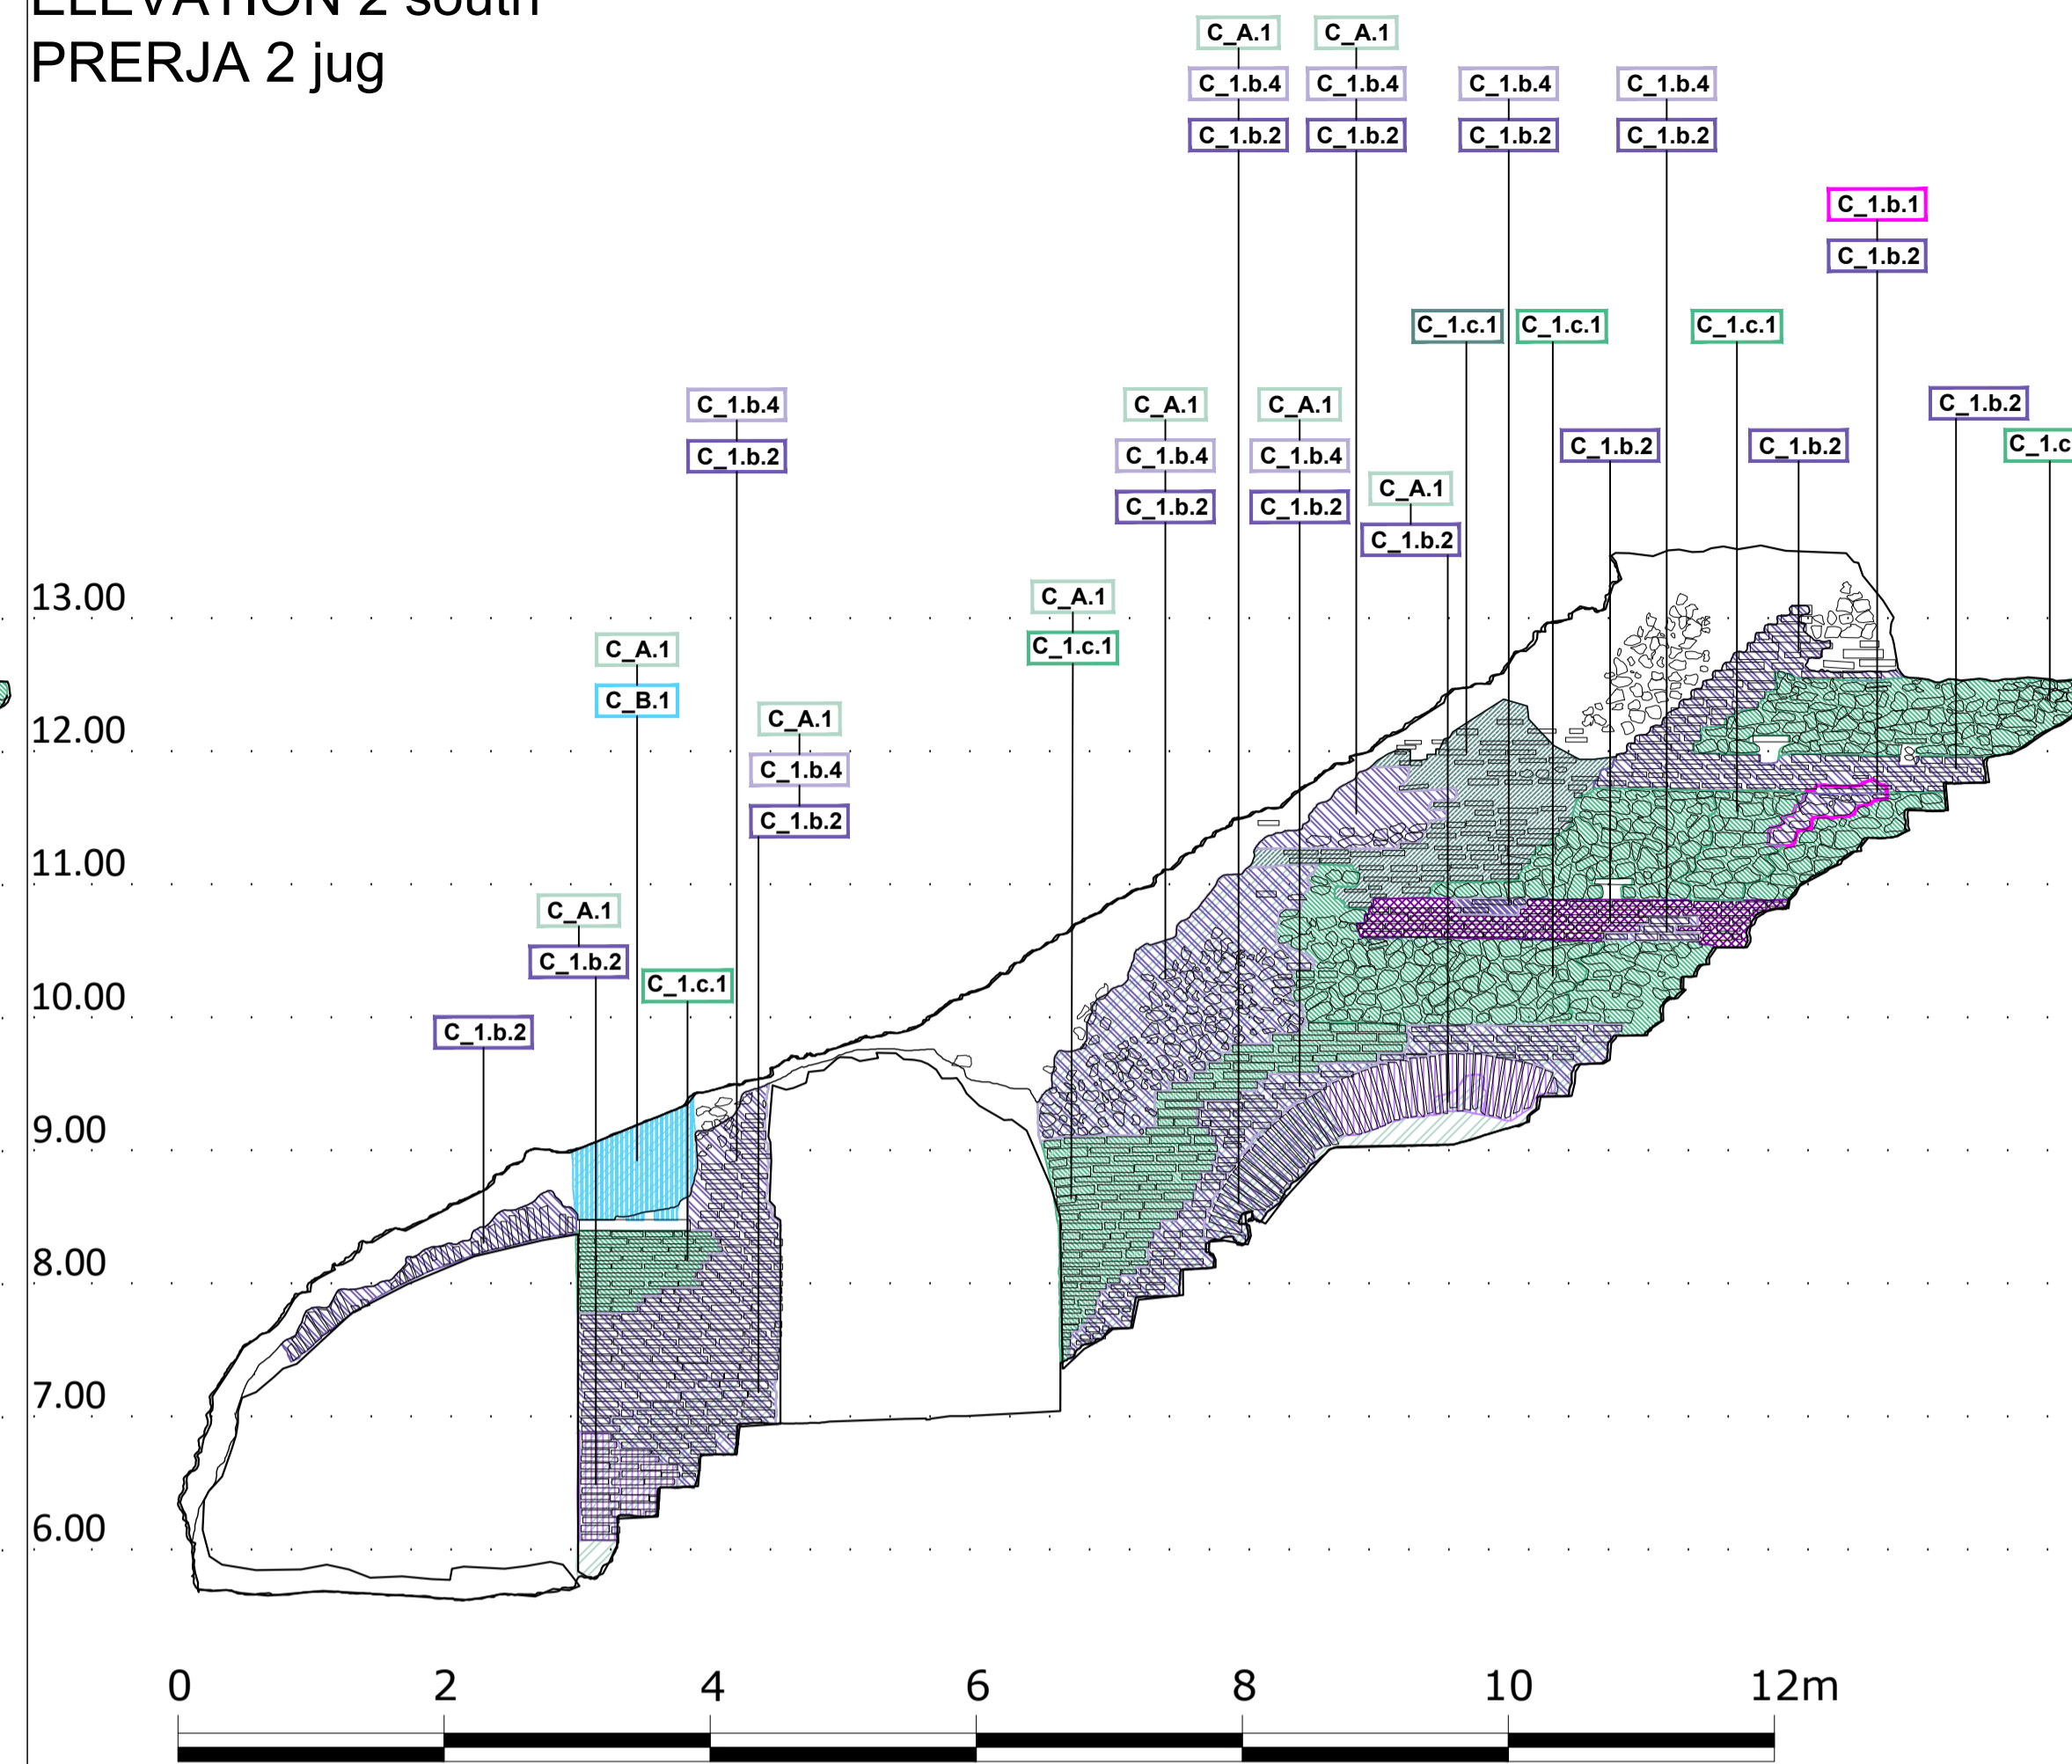 ELEVATION 2 south
PRERJA 2 jug
C_A.1 C_A.1
C_1.b.4 C_1.b.4 C_1.b.4 C_1.b.4
C_1.b.2 C_1.b.2 C_1.b.2 C_1.b.2
C_1.b.1
C_1.b.2
C_1.c.1 C_1.c.1 C_1.c.1
C_1.b.4 C_A.1 C_A.1 C_1.b.2
C_1.b.2 C_1.b.2 C_1.c
C_1.b.2 C_1.b.4 C_1.b.4
C_A.1
C_1.b.2 C_1.b.2
C_1.b.2
13.00 C_A.1
C_A.1 C_1.c.1
C_B.1
12.00 C_A.1
C_1.b.4
C_1.b.2
11.00
C_A.1
C_1.b.2
10.00 C_1.c.1
C_1.b.2
9.00
8.00
7.00
6.00
0 2 4 6 8 10 12m